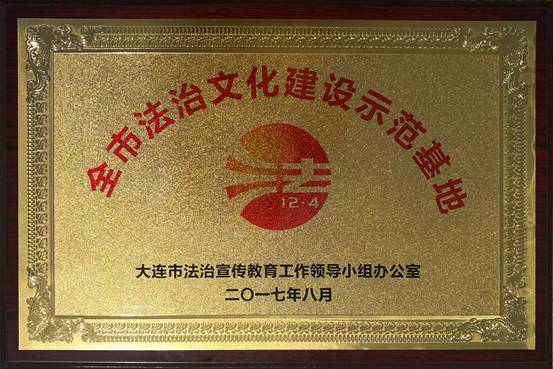 全市法治文化建设示范基地
12·4
大连市法治宣传教育工作领导小组办公室
二〇一七年八月